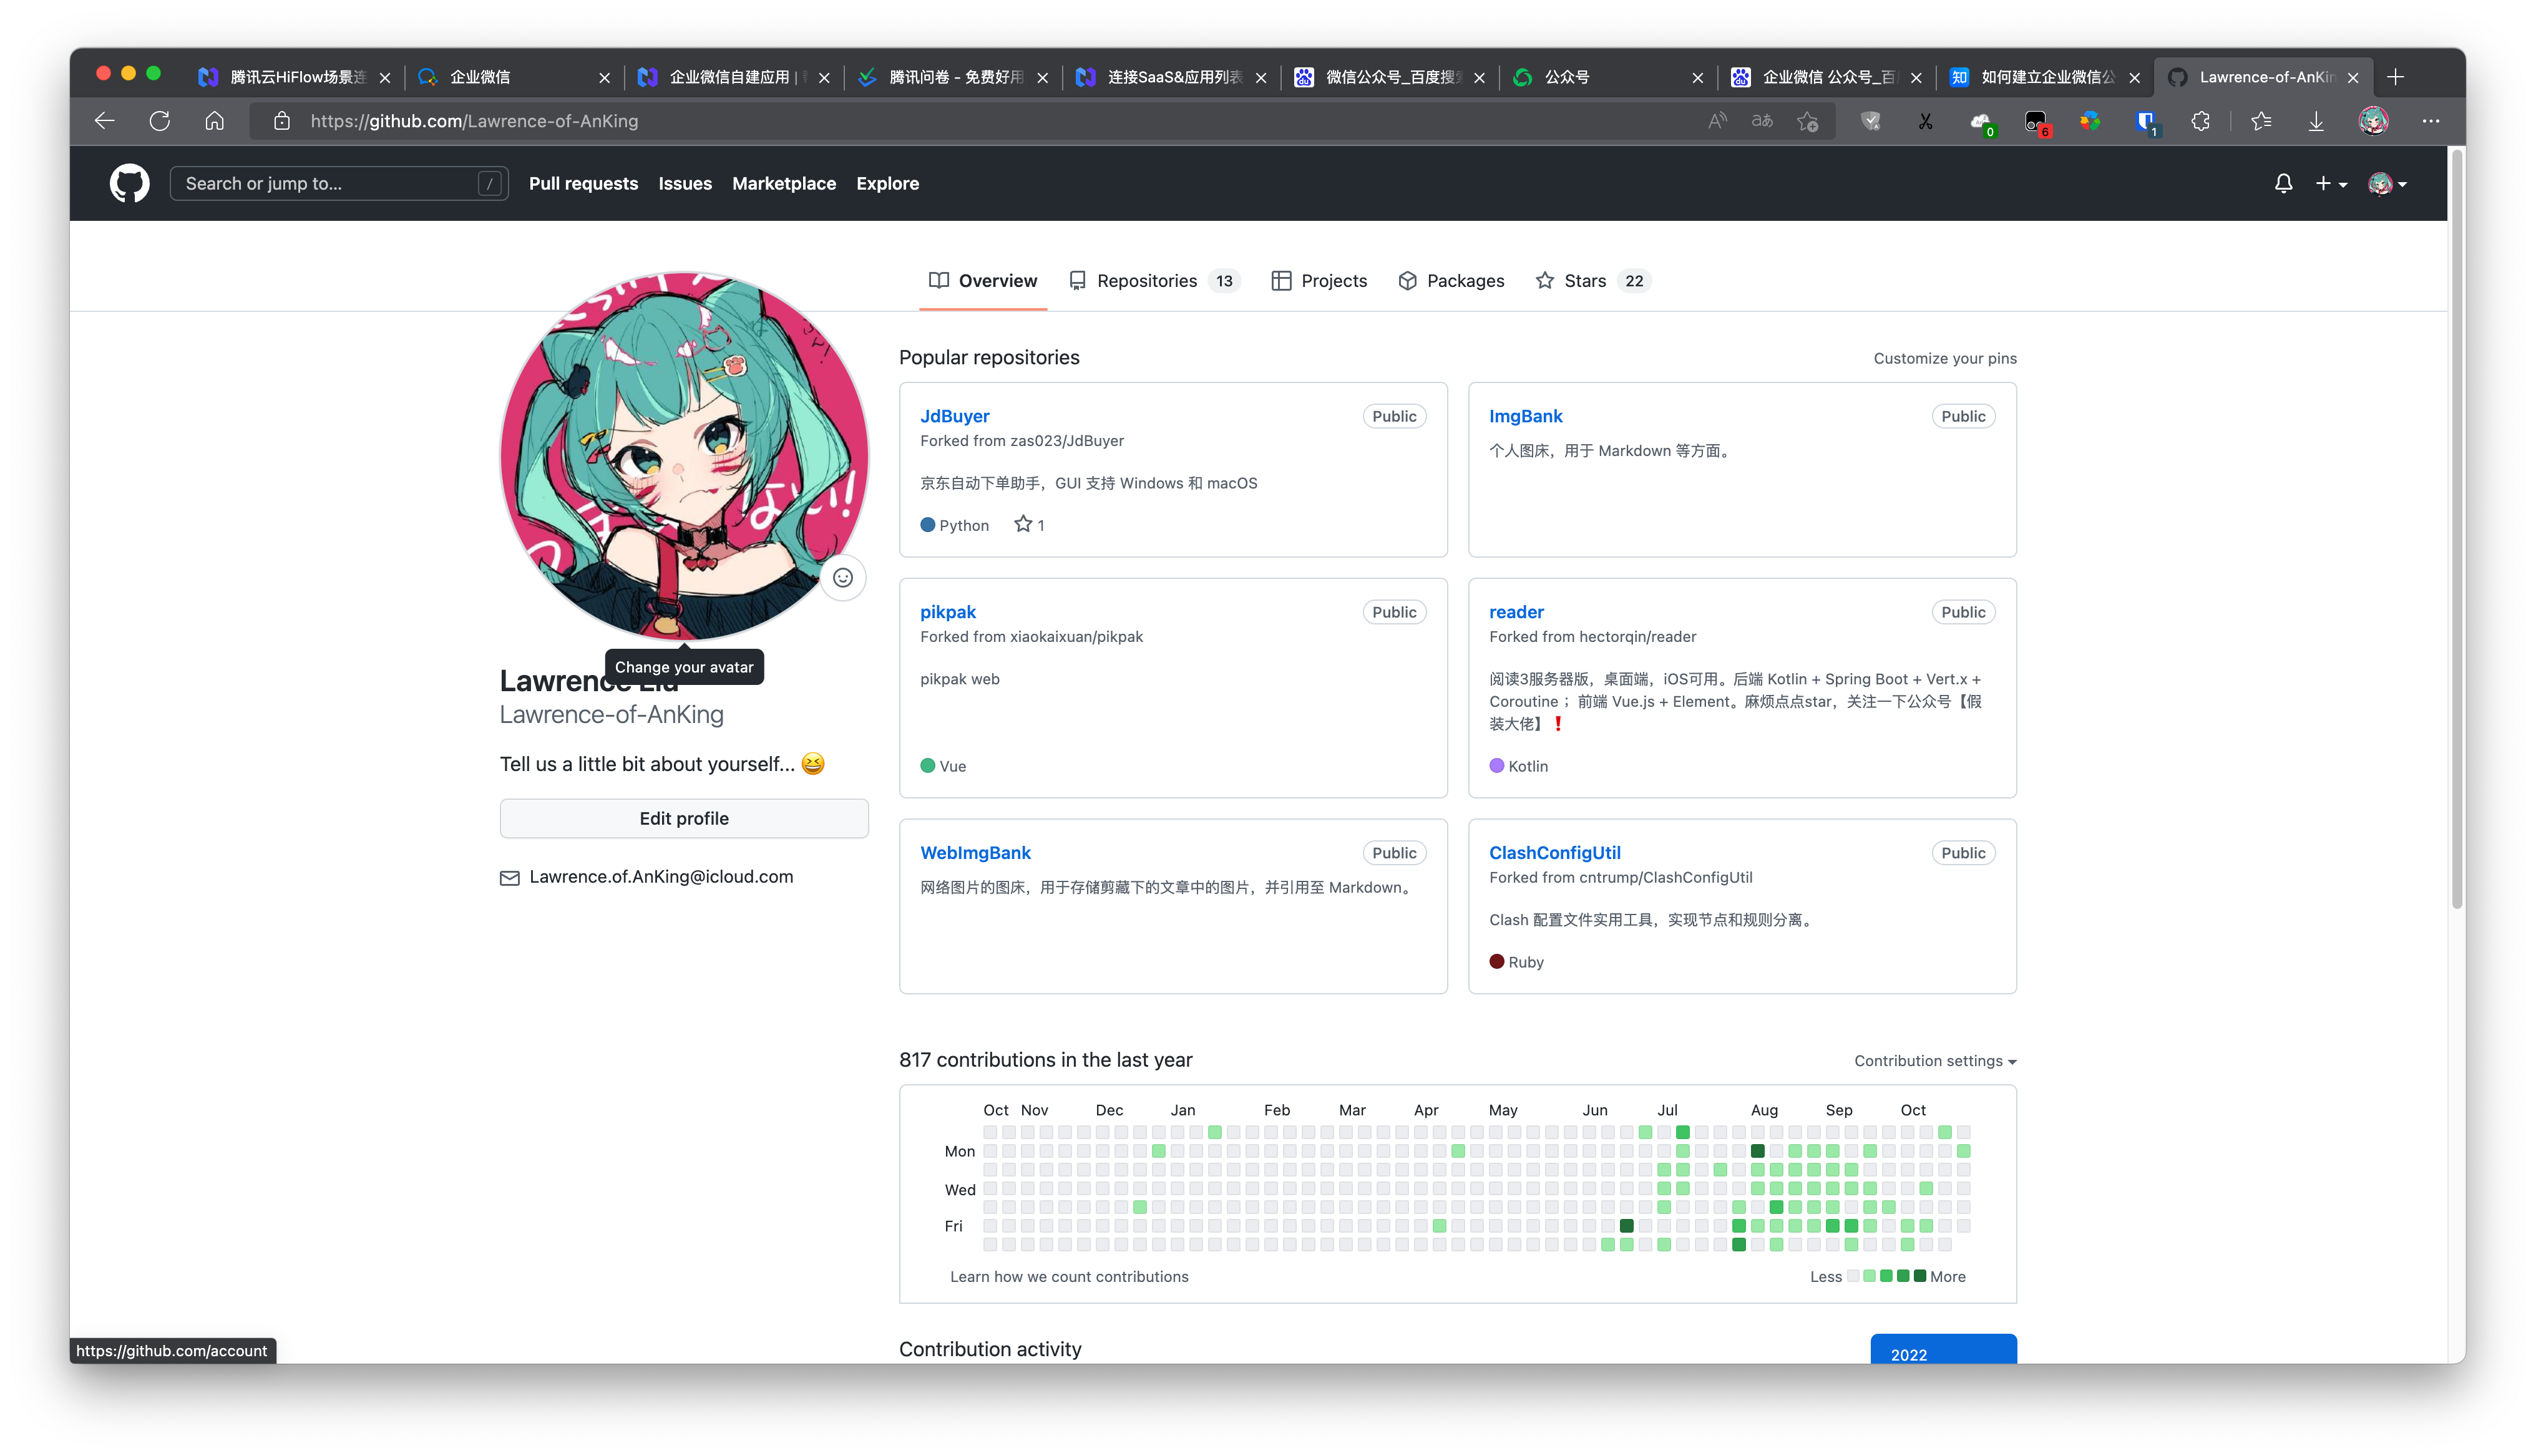 腾讯云HiFlow场景连
企业微信
企业微信自建应用 |
腾讯问卷 - 免费好用
连接SaaS&应用列表
微信公众号_百度搜
公众号
企业微信 公众号_百
如何建立企业微信公
Lawrence-of-AnKin
https://github.com/Lawrence-of-AnKing
0
6
1
Search or jump to...
/
Pull requests
Issues
Marketplace
Explore
Overview
Repositories 13
Projects
Packages
Stars 22
Popular repositories
Customize your pins
JdBuyer
Public
Forked from zas023/JdBuyer
京东自动下单助手，GUI 支持 Windows 和 macOS
Python
1
ImgBank
Public
个人图床，用于 Markdown 等方面。
pikpak
Public
Forked from xiaokaixuan/pikpak
pikpak web
Vue
reader
Public
Forked from hectorqin/reader
阅读3服务器版，桌面端，iOS可用。后端 Kotlin + Spring Boot + Vert.x +
Coroutine ；前端 Vue.js + Element。麻烦点点star，关注一下公众号【假
装大佬】❗
Kotlin
WebImgBank
Public
网络图片的图床，用于存储剪藏下的文章中的图片，并引用至 Markdown。
ClashConfigUtil
Public
Forked from cntrump/ClashConfigUtil
Clash 配置文件实用工具，实现节点和规则分离。
Ruby
Change your avatar
Lawrence
Lawrence-of-AnKing
Tell us a little bit about yourself... 😆
Edit profile
Lawrence.of.AnKing@icloud.com
817 contributions in the last year
Contribution settings
Oct Nov Dec Jan Feb Mar Apr May Jun Jul Aug Sep Oct
Mon
Wed
Fri
Learn how we count contributions
Less
More
Contribution activity
2022
https://github.com/account